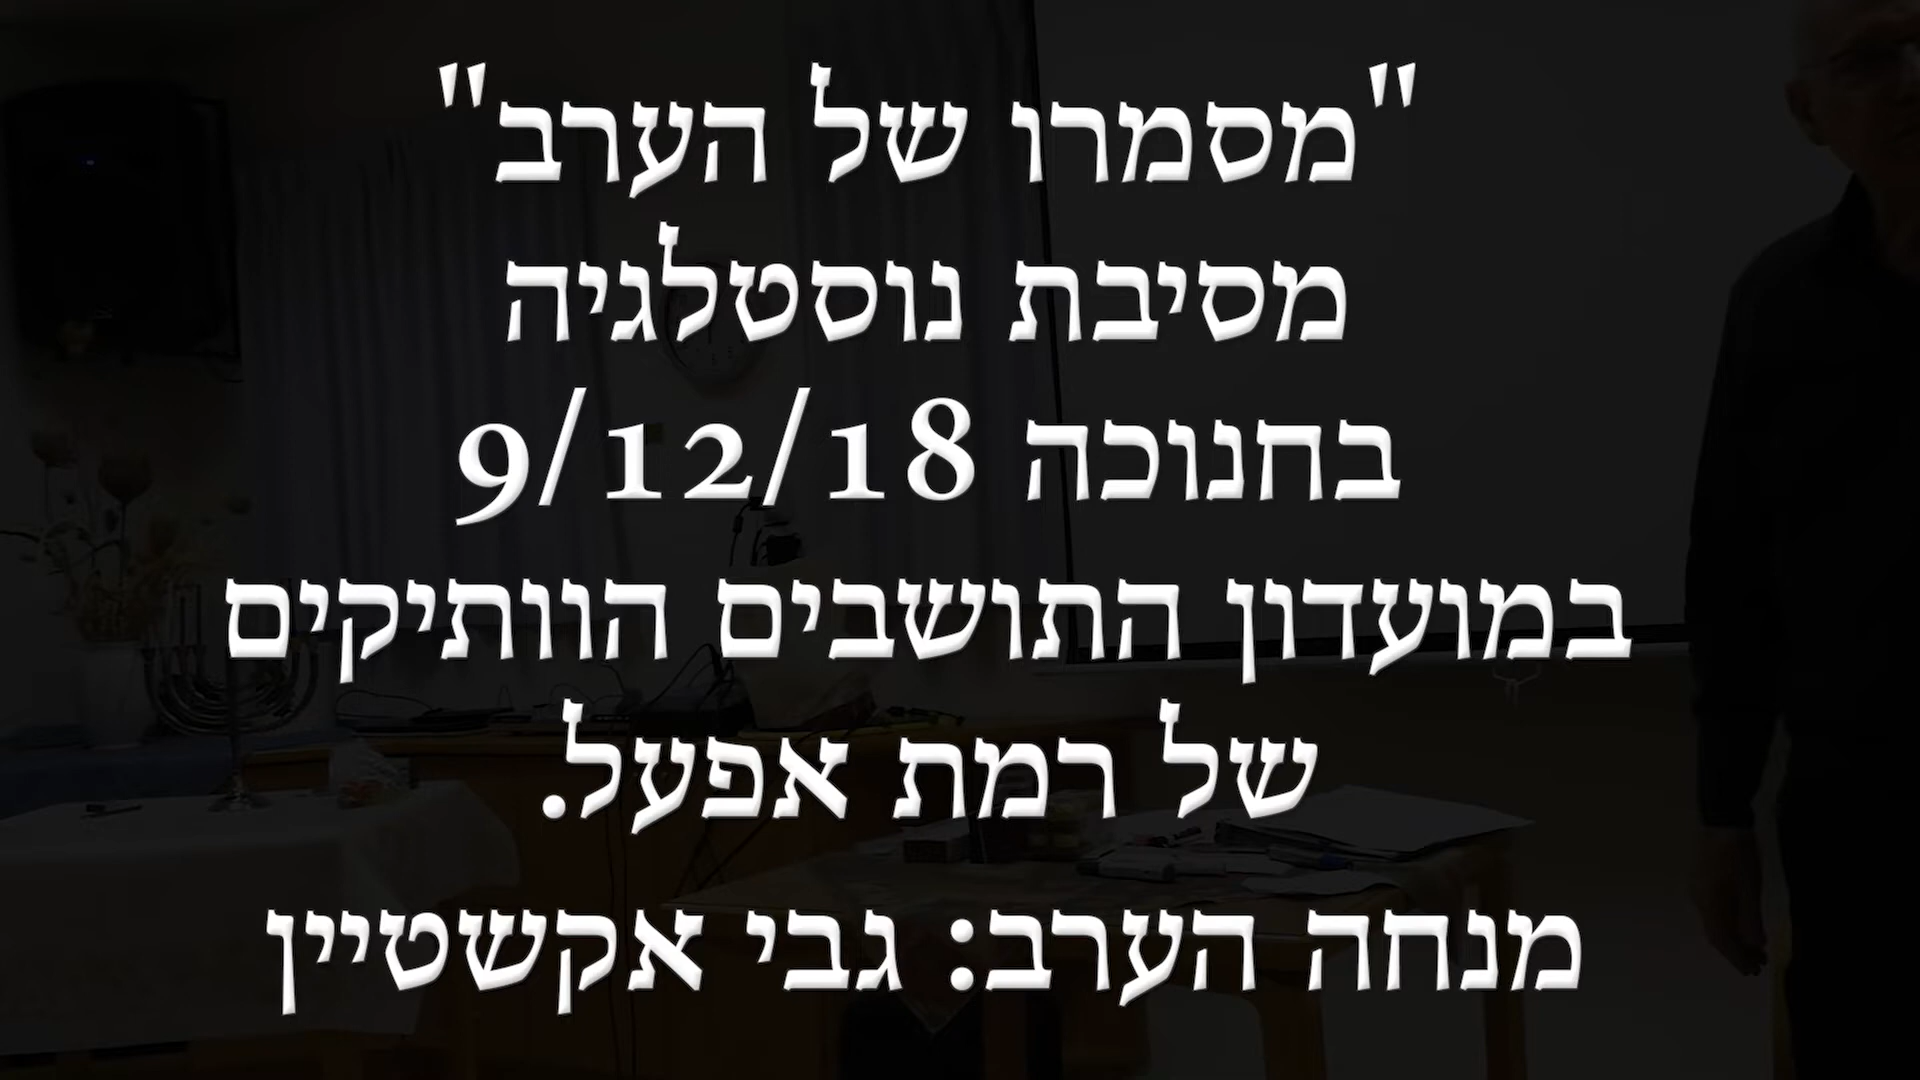 "מסמרו של הערב"
מסיבת נוסטלגיה
בחנוכה 9/12/18
במועדון התושבים הוותיקים
של רמת אפעל.
מנחה הערב: גבי אקשטיין